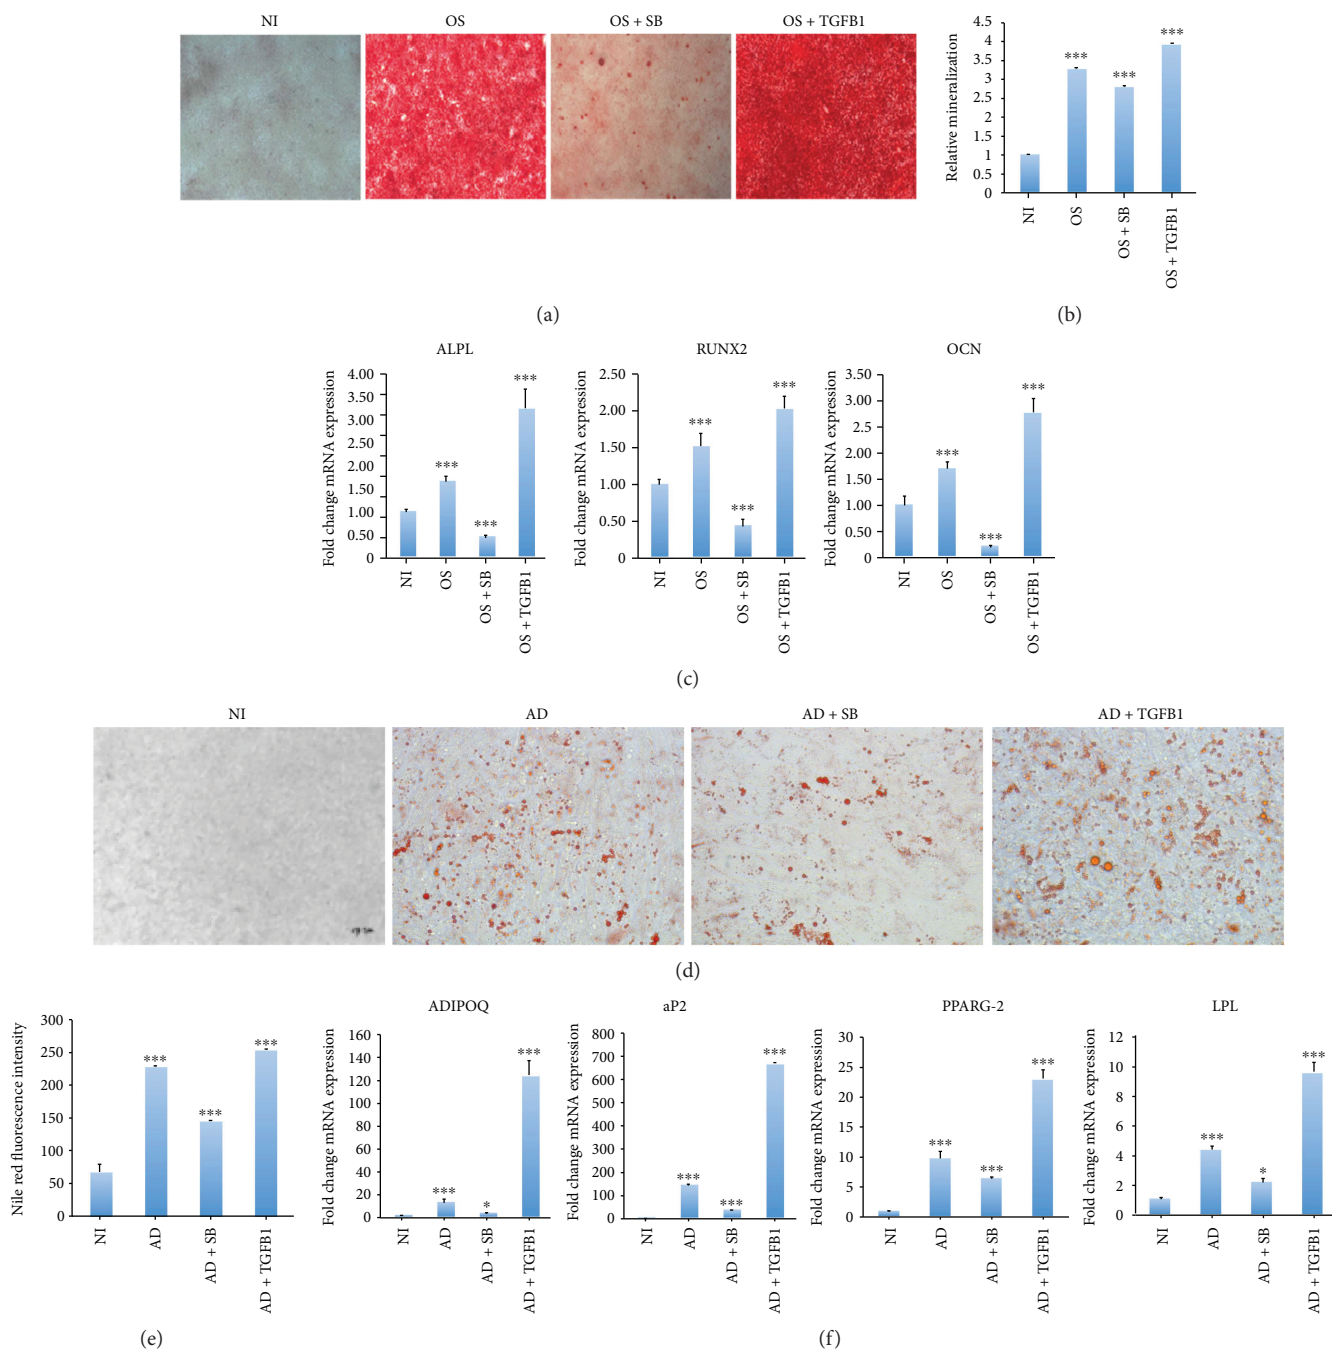 NI OS OS + SB OS + TGFB1
Relative mineralization
4.5
4
3.5
3
2.5
2
1.5
1
0.5
0
*** *** ***
NI OS OS + SB OS + TGFB1
(a) (b)
ALPL
Fold change mRNA expression
4.00
3.00
3.00
2.00
2.00
1.50
1.00
0.50
0
*** *** ***
NI OS OS + SB OS + TGFB1
RUNX2
Fold change mRNA expression
2.50
2.00
1.50
1.00
0.50
0
*** *** ***
NI OS OS + SB OS + TGFB1
OCN
Fold change mRNA expression
3.50
3.00
2.50
2.00
1.50
1.00
0.50
0
*** *** ***
NI OS OS + SB OS + TGFB1
(c)
NI AD AD + SB AD + TGFB1
(d)
Nile red fluorescence intensity
300
250
200
150
100
50
0
*** *** ***
NI AD AD + SB AD + TGFB1
(e)
ADIPOQ
Fold change mRNA expression
160
140
120
100
80
60
40
20
0
*** * ***
NI AD AD + SB AD + TGFB1
aP2
Fold change mRNA expression
800
700
600
500
400
300
200
100
0
*** *** ***
NI AD AD + SB AD + TGFB1
PPARG-2
Fold change mRNA expression
30
25
20
15
10
5
0
*** *** ***
NI AD AD + SB AD + TGFB1
LPL
Fold change mRNA expression
12
10
8
6
4
2
0
*** * ***
NI AD AD + SB AD + TGFB1
(f)